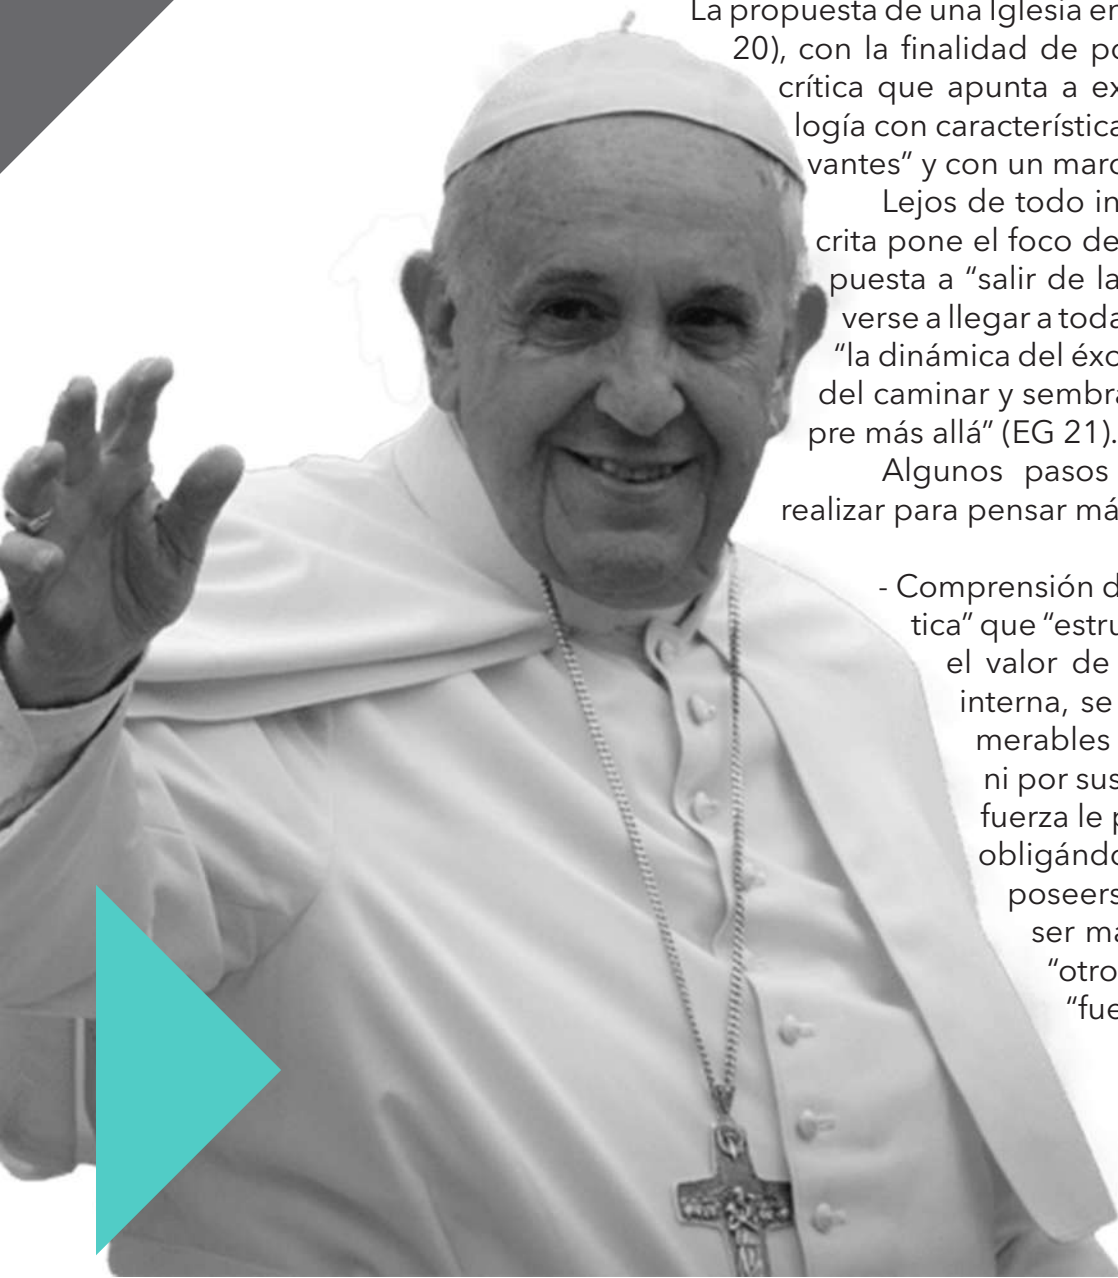 La propuesta de una Iglesia en
20), con la finalidad de po
crítica que apunta a ex
logía con característica
vantes” y con un marc
Lejos de todo in
crita pone el foco de
puesta a “salir de la
verse a llegar a toda
“la dinámica del éxo
del caminar y sembra
pre más allá” (EG 21).
Algunos pasos
realizar para pensar má
- Comprensión d
tica” que “estru
el valor de
interna, se
merables
ni por sus
fuerza le p
obligándo
poseers
ser ma
“otro
“fue